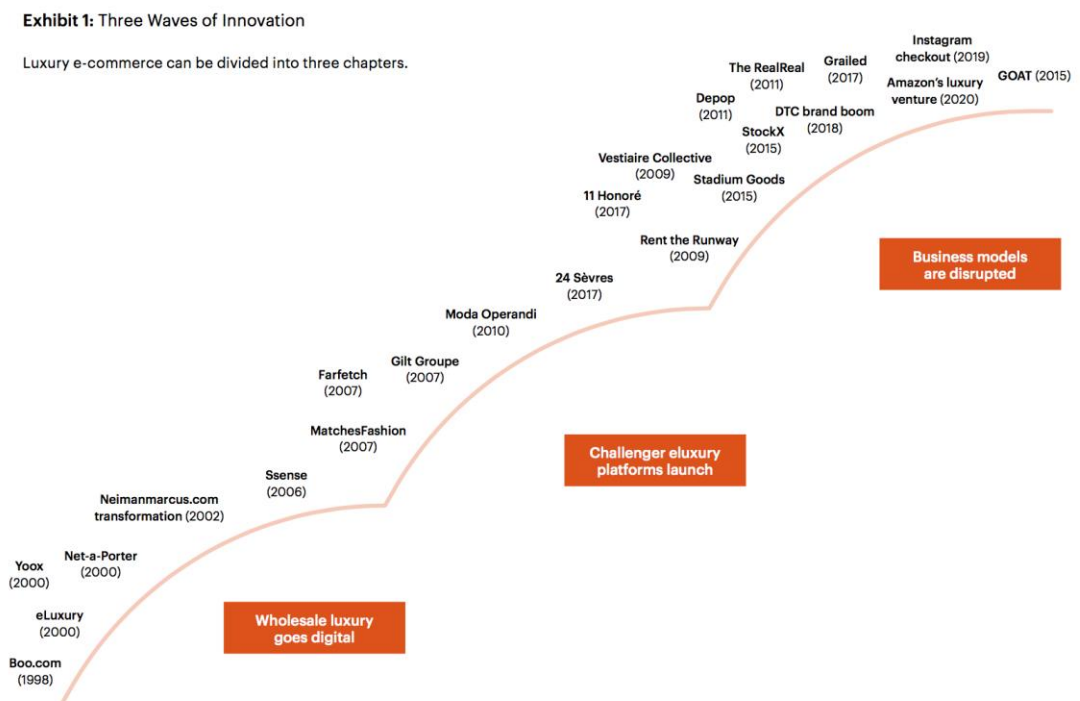 Exhibit 1: Three Waves of Innovation
Luxury e-commerce can be divided into three chapters.
Instagram
checkout (2019)
Grailed
(2017)
The RealReal
(2011)
GOAT (2015)
Amazon's luxury
venture (2020)
Depop
(2011)
DTC brand boom
(2018)
StockX
(2015)
Vestiaire Collective
(2009)
Stadium Goods
(2015)
11 Honoré
(2017)
Rent the Runway
(2009)
Business models
are disrupted
24 Sèvres
(2017)
Moda Operandi
(2010)
Gilt Groupe
(2007)
Farfetch
(2007)
MatchesFashion
(2007)
Challenger eluxury
platforms launch
Ssense
(2006)
Neimanmarcus.com
transformation (2002)
Net-a-Porter
(2000)
Yoox
(2000)
eLuxury
(2000)
Wholesale luxury
goes digital
Boo.com
(1998)